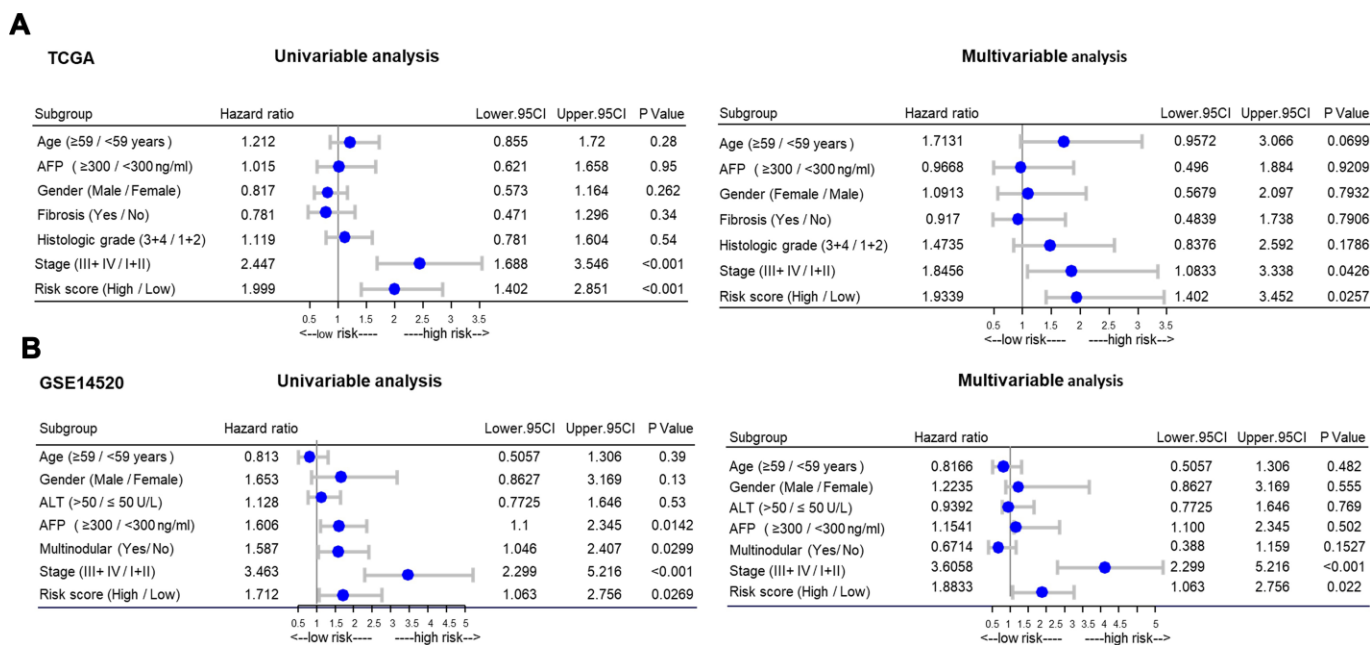 A
TCGA Univariable analysis
Subgroup Hazard ratio Lower.95CI Upper.95CI P Value
Age (≥59 / <59 years) 1.212 0.855 1.72 0.28
AFP ( ≥300 / <300 ng/ml) 1.015 0.621 1.658 0.95
Gender (Male / Female) 0.817 0.573 1.164 0.262
Fibrosis (Yes / No) 0.781 0.471 1.296 0.34
Histologic grade (3+4 / 1+2) 1.119 0.781 1.604 0.54
Stage (III+ IV / I+II) 2.447 1.688 3.546 <0.001
Risk score (High / Low) 1.999 1.402 2.851 <0.001
0.5 1 1.5 2 2.5 3 3.5
<--low risk---- ----high risk-->
Multivariable analysis
Subgroup Hazard ratio Lower.95CI Upper.95CI P Value
Age (≥59 / <59 years) 1.7131 0.9572 3.066 0.0699
AFP ( ≥300 / <300 ng/ml) 0.9668 0.496 1.884 0.9209
Gender (Female / Male) 1.0913 0.5679 2.097 0.7932
Fibrosis (Yes / No) 0.917 0.4839 1.738 0.7906
Histologic grade (3+4 / 1+2) 1.4735 0.8376 2.592 0.1786
Stage (III+ IV / I+II) 1.8456 1.0833 3.338 0.0426
Risk score (High / Low) 1.9339 1.402 3.452 0.0257
0.5 1 1.5 2 2.5 3 3.5
<--low risk---- ----high risk-->
B
GSE14520 Univariable analysis
Subgroup Hazard ratio Lower.95CI Upper.95CI P Value
Age (≥59 / <59 years) 0.813 0.5057 1.306 0.39
Gender (Male / Female) 1.653 0.8627 3.169 0.13
ALT (>50 / ≤ 50 U/L) 1.128 0.7725 1.646 0.53
AFP ( ≥300 / <300 ng/ml) 1.606 1.1 2.345 0.0142
Multinodular (Yes/ No) 1.587 1.046 2.407 0.0299
Stage (III+ IV / I+II) 3.463 2.299 5.216 <0.001
Risk score (High / Low) 1.712 1.063 2.756 0.0269
0.5 1 1.5 2 2.5 3 3.5 4 4.5 5
<--low risk---- ----high risk-->
Multivariable analysis
Subgroup Hazard ratio Lower.95CI Upper.95CI P Value
Age (≥59 / <59 years) 0.8166 0.5057 1.306 0.482
Gender (Male / Female) 1.2235 0.8627 3.169 0.555
ALT (>50 / ≤ 50 U/L) 0.9392 0.7725 1.646 0.769
AFP ( ≥300 / <300 ng/ml) 1.1541 1.100 2.345 0.502
Multinodular (Yes/No) 0.6714 0.388 1.159 0.1527
Stage (III+ IV / I+II) 3.6058 2.299 5.216 <0.001
Risk score (High / Low) 1.8833 1.063 2.756 0.022
0.5 1 1.5 2 2.5 3 3.5 4 5
<--low risk---- ----high risk-->